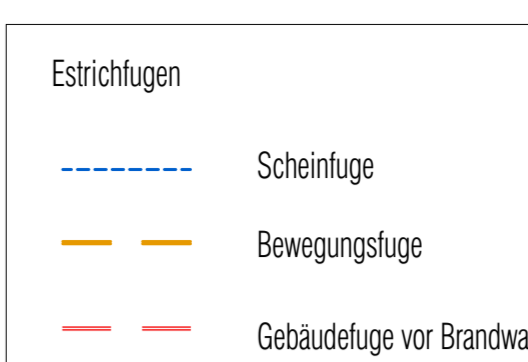 Estrichfugen
Scheinfuge
Bewegungsfuge
Gebäudefuge vor Brandwa